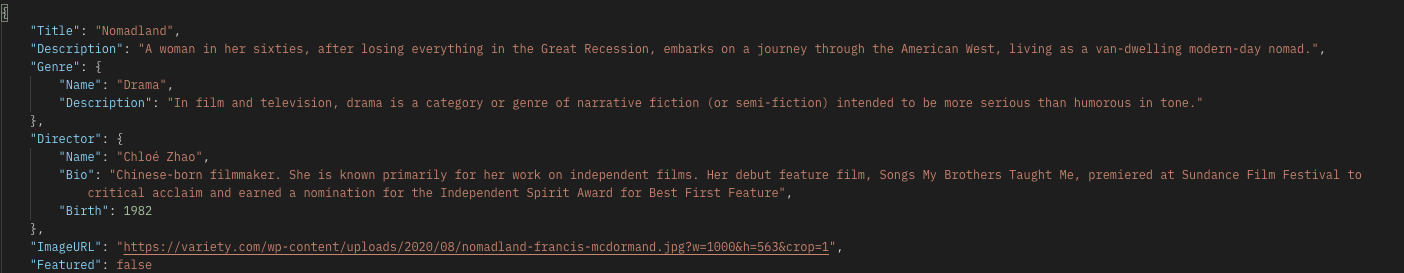 {
"Title": "Nomadland",
"Description": "A woman in her sixties, after losing everything in the Great Recession, embarks on a journey through the American West, living as a van-dwelling modern-day nomad.",
"Genre": {
"Name": "Drama",
"Description": "In film and television, drama is a category or genre of narrative fiction (or semi-fiction) intended to be more serious than humorous in tone."
},
"Director": {
"Name": "Chloé Zhao",
"Bio": "Chinese-born filmmaker. She is known primarily for her work on independent films. Her debut feature film, Songs My Brothers Taught Me, premiered at Sundance Film Festival to
critical acclaim and earned a nomination for the Independent Spirit Award for Best First Feature",
"Birth": 1982
},
"ImageURL": "https://variety.com/wp-content/uploads/2020/08/nomadland-francis-mcdormand.jpg?w=1000&h=563&crop=1",
"Featured": false